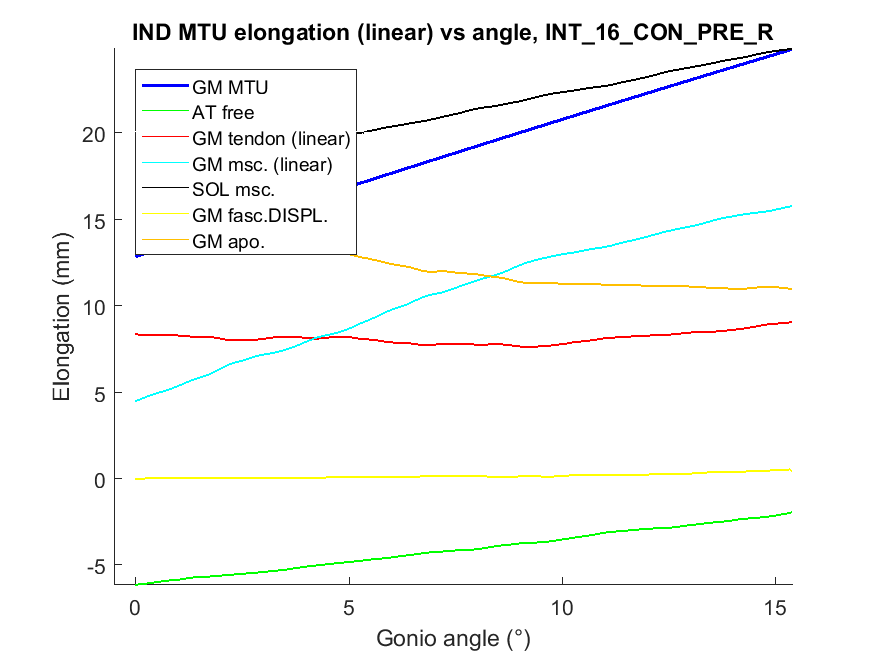 IND MTU elongation (linear) vs angle, INT_16_CON_PRE_R
GM MTU
AT free
GM tendon (linear)
GM msc. (linear)
SOL msc.
GM fasc.DISPL.
GM apo.
Elongation (mm)
20
15
10
5
0
-5
0
5
10
15
Gonio angle (°)